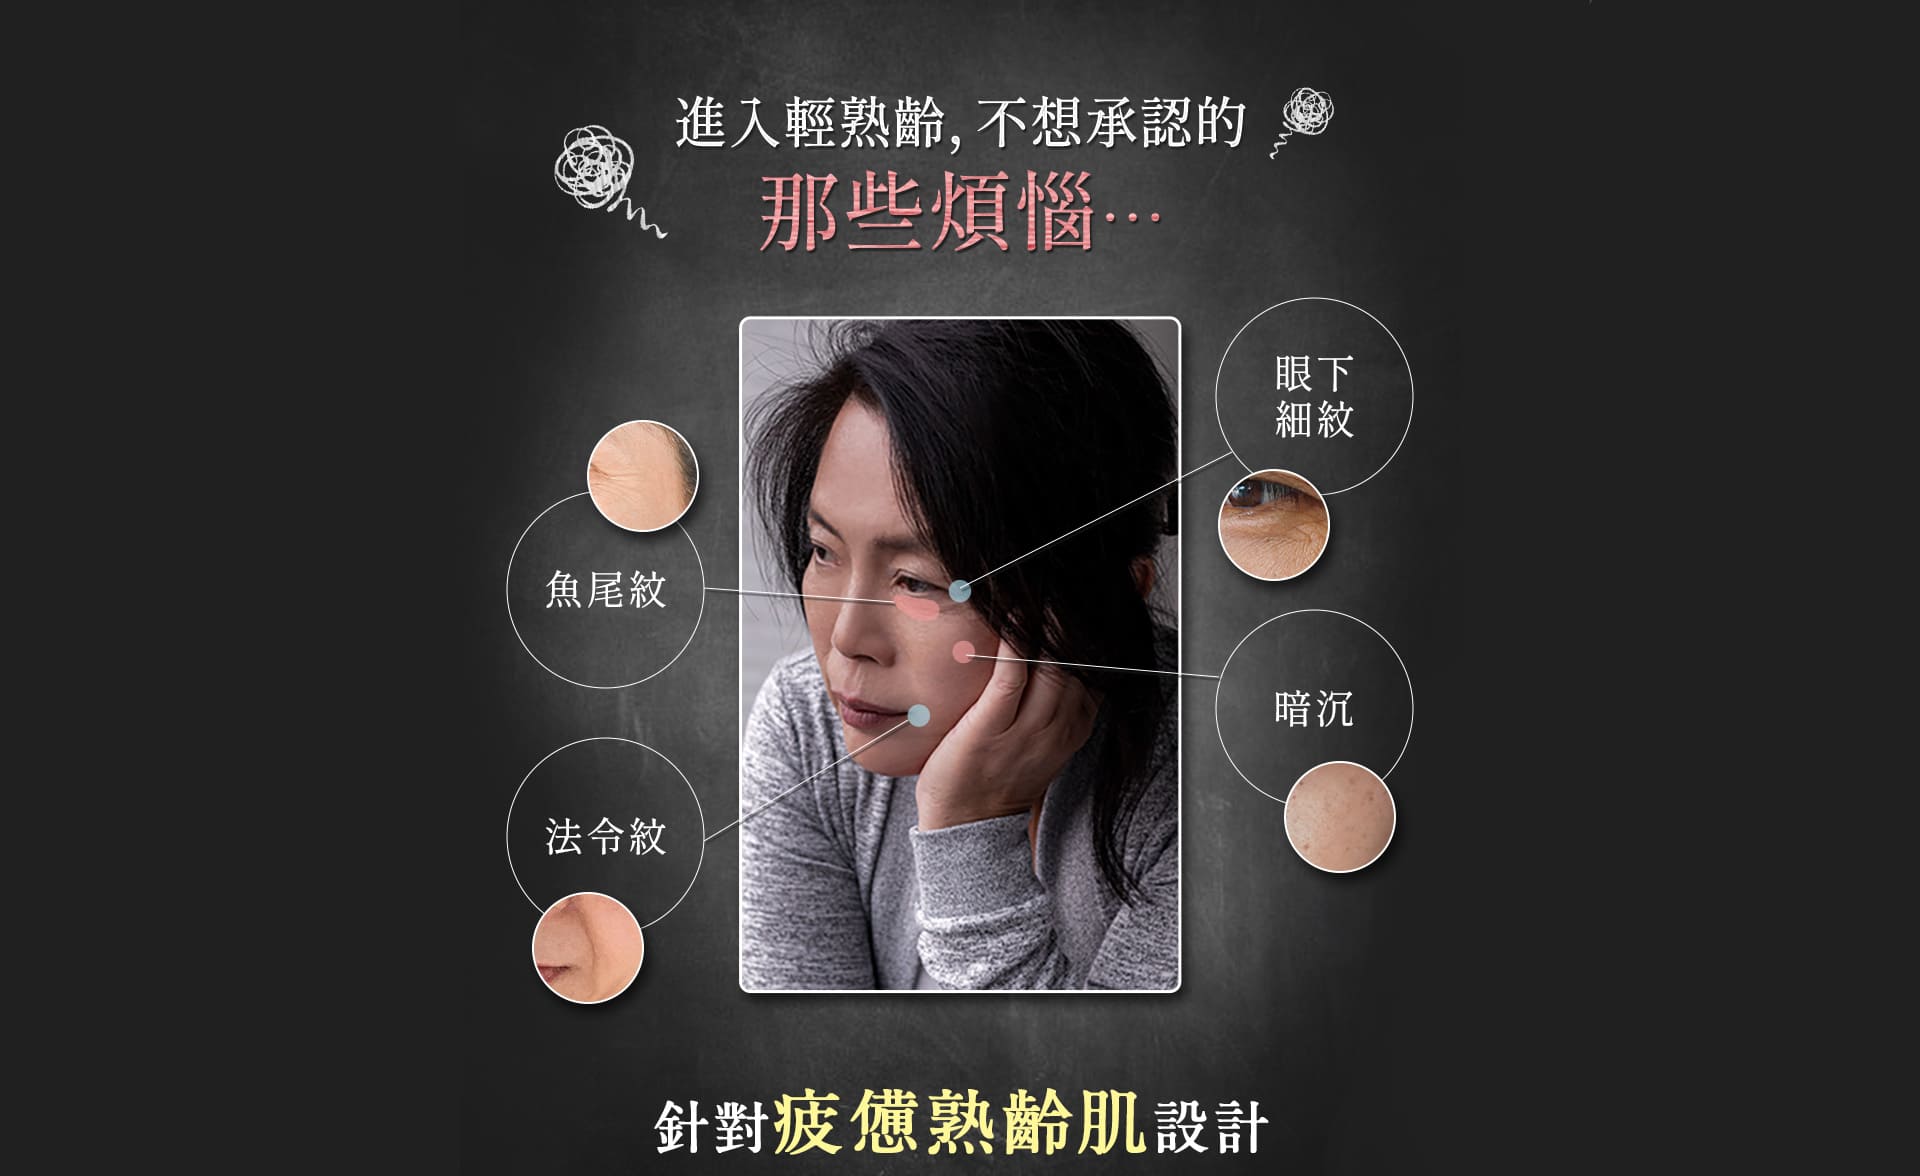 進入輕熟齡,不想承認的
那些煩惱…
眼下
細紋
魚尾紋
暗沉
法令紋
針對疲憊熟齡肌設計